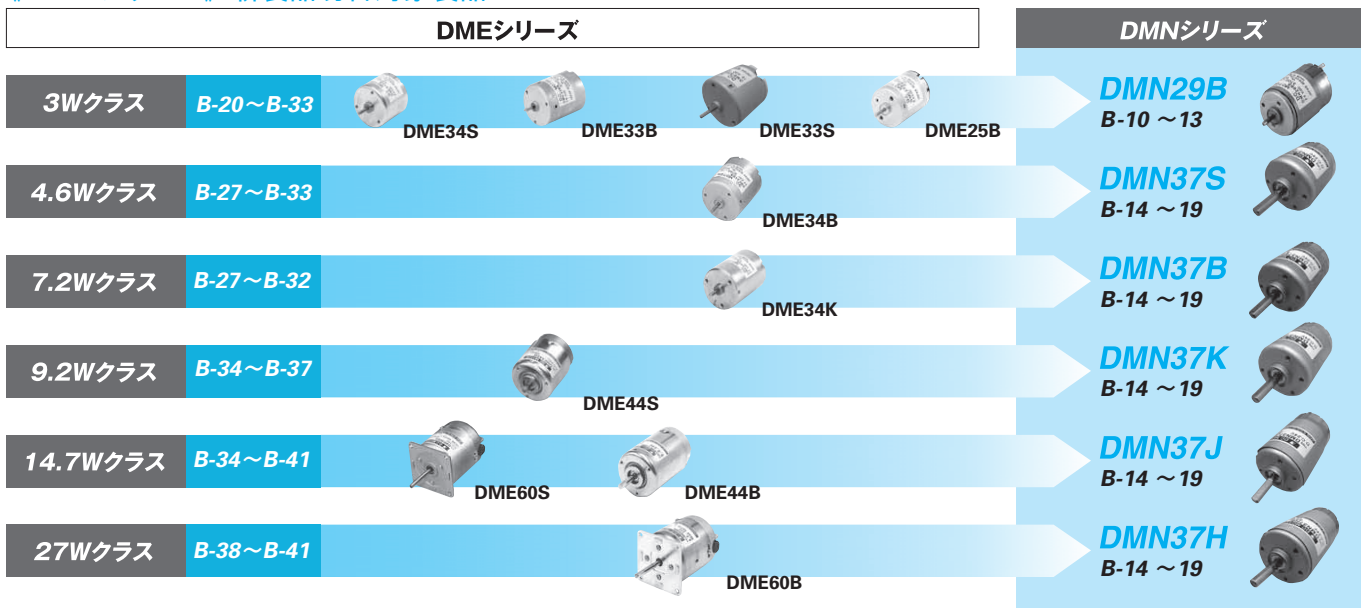 DMEシリーズ
DMNシリーズ
3Wクラス
B-20～B-33
DME34S
DME33B
DME33S
DME25B
DMN29B
B-10 ～ 13
4.6Wクラス
B-27～B-33
DME34B
DMN37S
B-14 ～ 19
7.2Wクラス
B-27～B-32
DME34K
DMN37B
B-14 ～ 19
9.2Wクラス
B-34～B-37
DME44S
DMN37K
B-14 ～ 19
14.7Wクラス
B-34～B-41
DME60S
DME44B
DMN37J
B-14 ～ 19
27Wクラス
B-38～B-41
DME60B
DMN37H
B-14 ～ 19